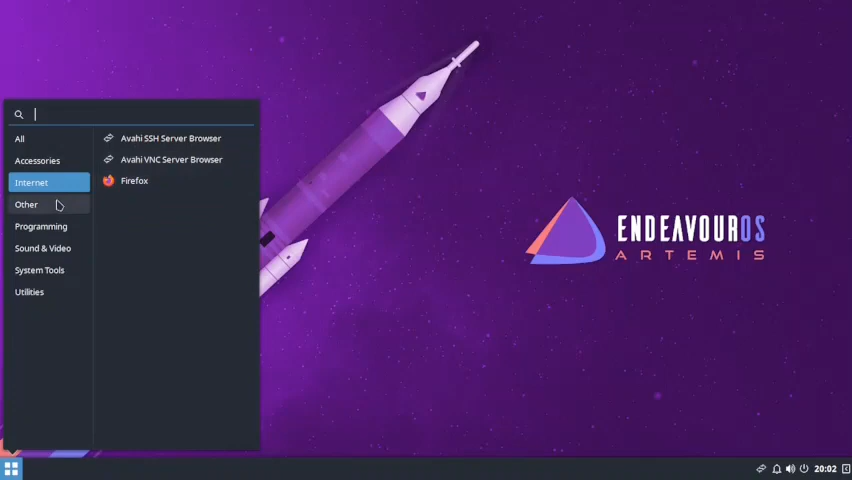 All
Avahi SSH Server Browser
Accessories
Avahi VNC Server Browser
Internet
Firefox
Other
Programming
Sound & Video
System Tools
Utilities
ENDEAVOUROS
ARTEMIS
20:02